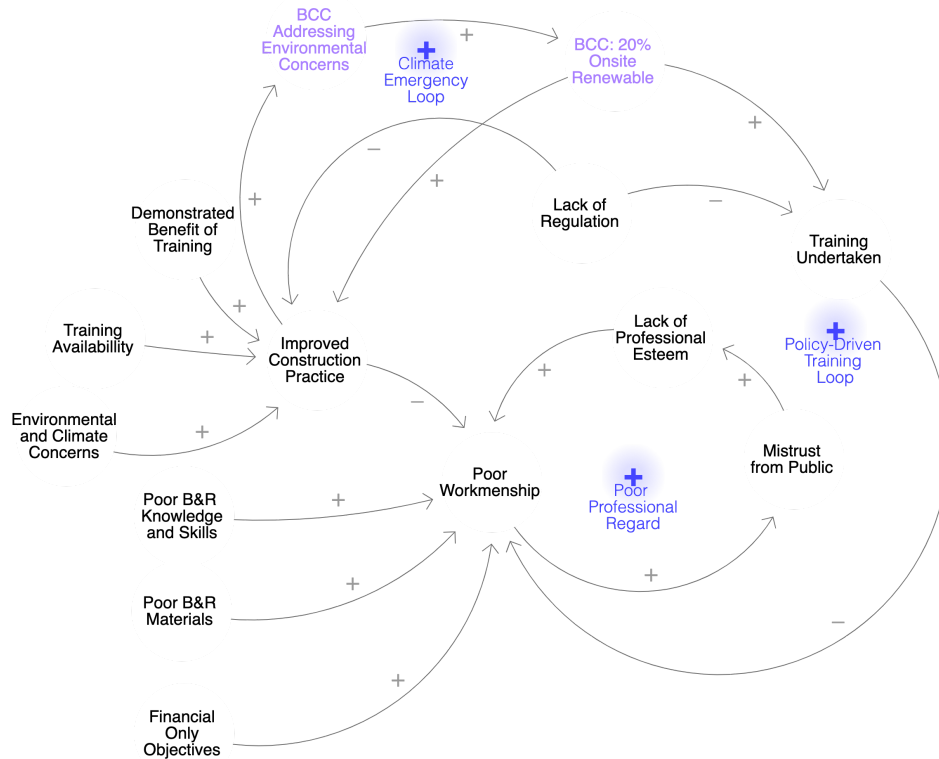 BCC
Addressing
Environmental
Concerns
+
+
Climate
Emergency
Loop
BCC: 20%
Onsite
Renewable
+
−
+
+
Lack of
Regulation
−
Demonstrated
Benefit of
Training
Training
Undertaken
+
Training
Availabillity
+
Improved
Construction
Practice
Lack of
Professional
Esteem
+
Policy-Driven
Training
Loop
+
+
−
Environmental
and Climate
Concerns
+
Mistrust
from Public
Poor
Workmenship
+
Poor
Professional
Regard
Poor B&R
Knowledge
and Skills
+
+
Poor B&R
Materials
+
−
+
Financial
Only
Objectives